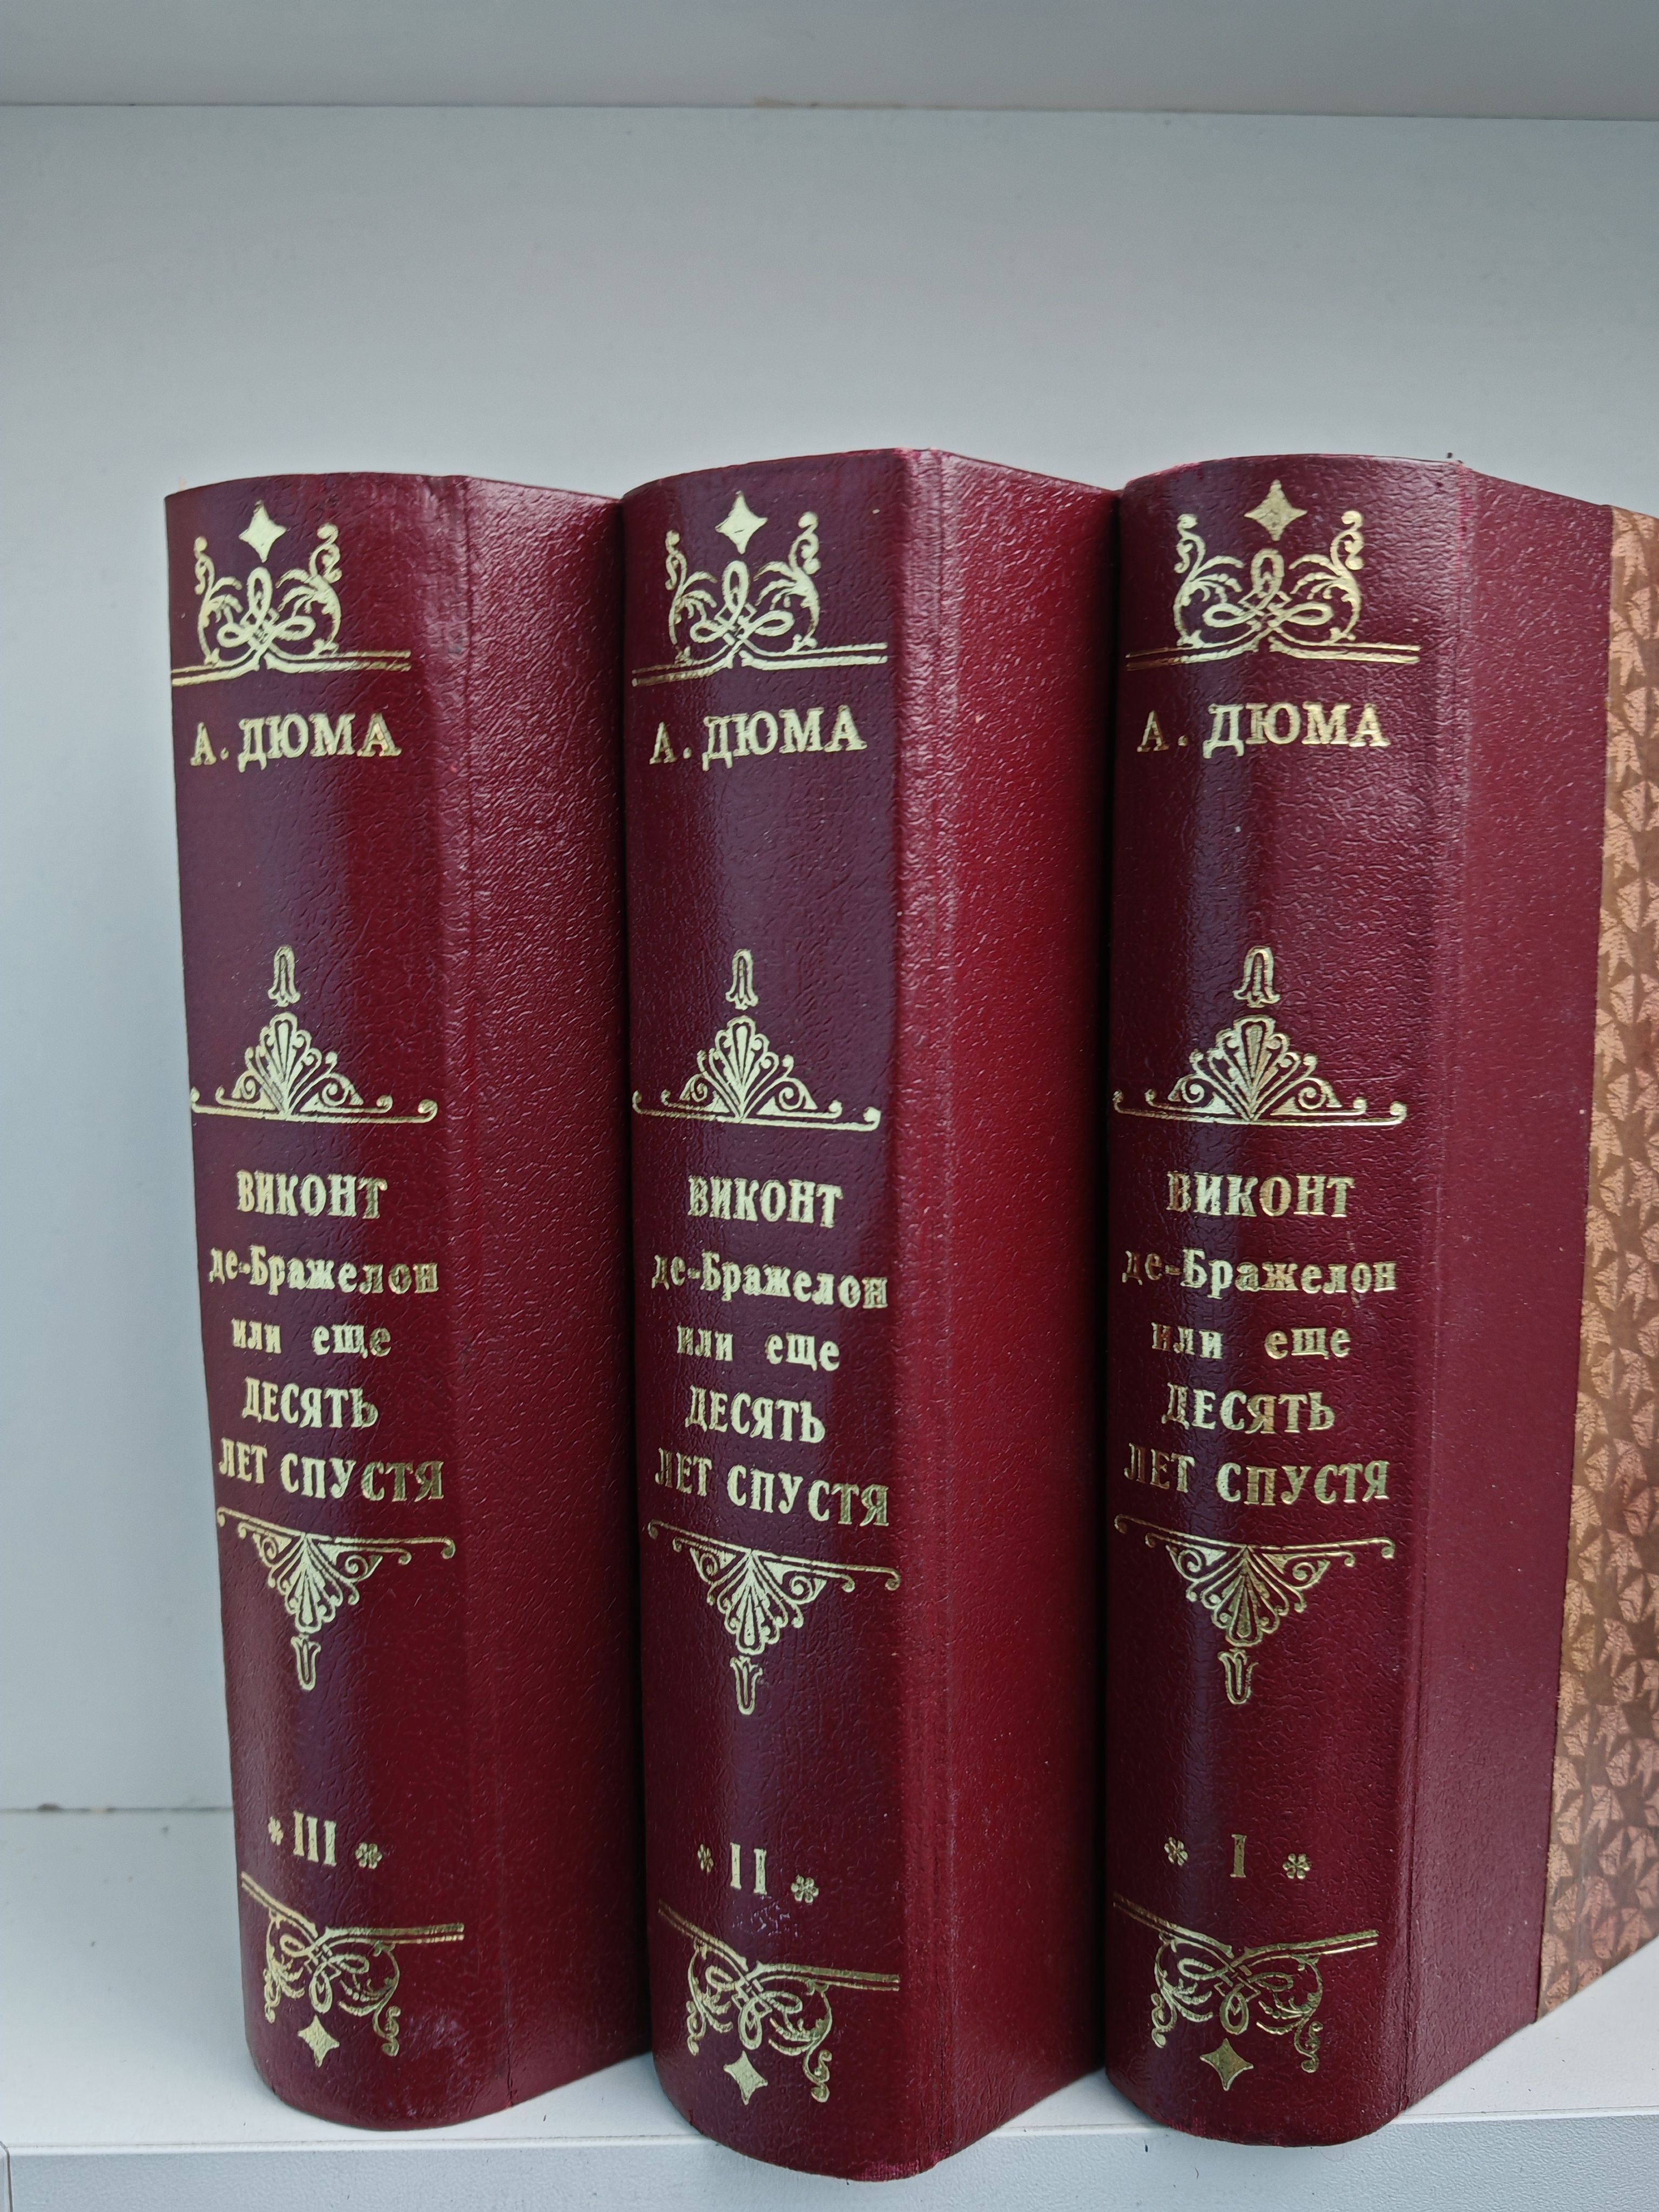 А. ДЮМА
ВИКОНТ
де-Бражелон
или еще
ДЕСЯТЬ
ЛЕТ СПУСТЯ
* III *
А. ДЮМА
ВИКОНТ
де-Бражелон
или еще
ДЕСЯТЬ
ЛЕТ СПУСТЯ
* II *
А. ДЮМА
ВИКОНТ
де-Бражелон
или еще
ДЕСЯТЬ
ЛЕТ СПУСТЯ
* I *